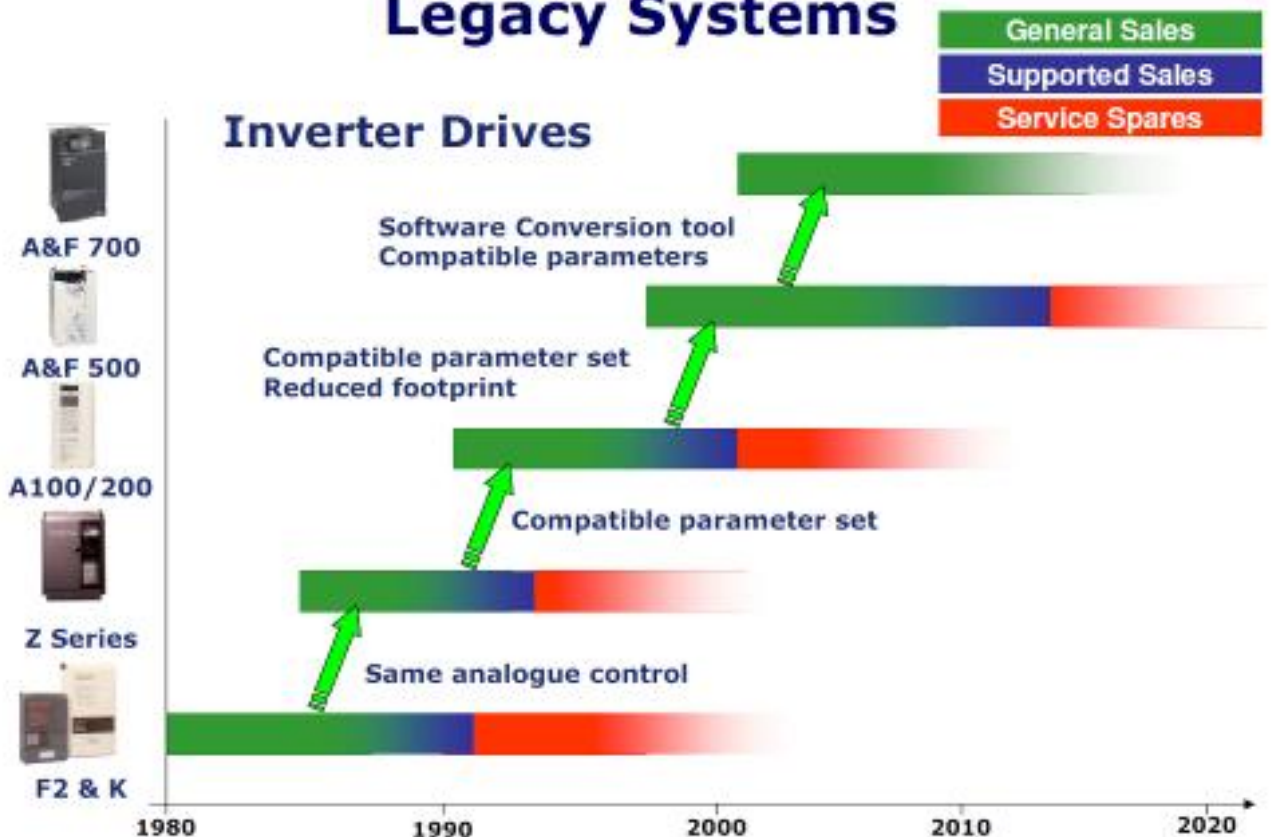 Legacy Systems
General Sales
Supported Sales
Service Spares
Inverter Drives
A&F 700
Software Conversion tool
Compatible parameters
A&F 500
Compatible parameter set
Reduced footprint
A100/200
Compatible parameter set
Z Series
Same analogue control
F2 & K
1980 1990 2000 2010 2020